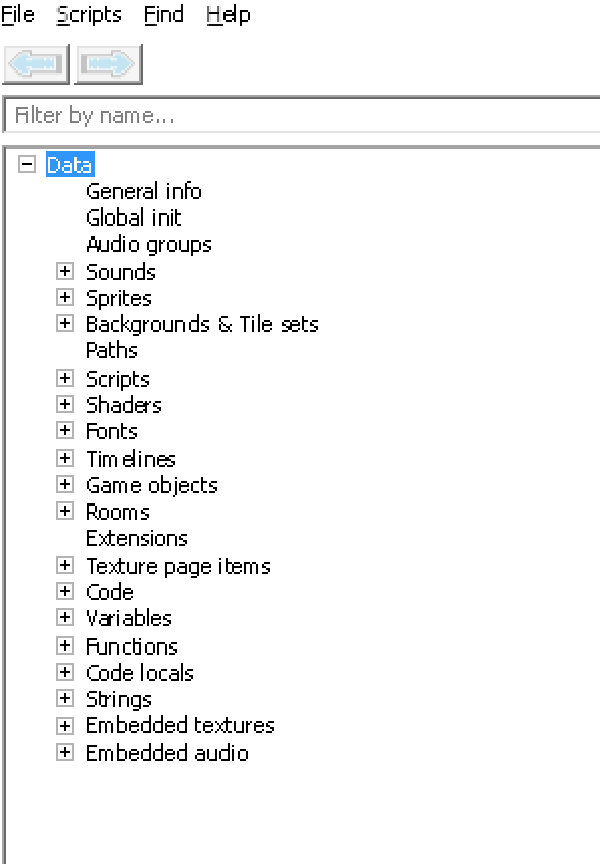 File Scripts Find Help
Filter by name...
Data
General info
Global init
Audio groups
Sounds
Sprites
Backgrounds & Tile sets
Paths
Scripts
Shaders
Fonts
Timelines
Game objects
Rooms
Extensions
Texture page items
Code
Variables
Functions
Code locals
Strings
Embedded textures
Embedded audio